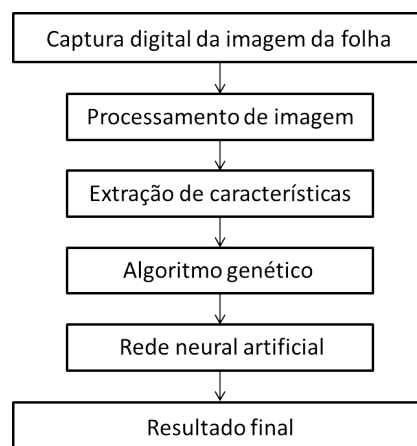 Captura digital da imagem da folha
Processamento de imagem
Extração de características
Algoritmo genético
Rede neural artificial
Resultado final